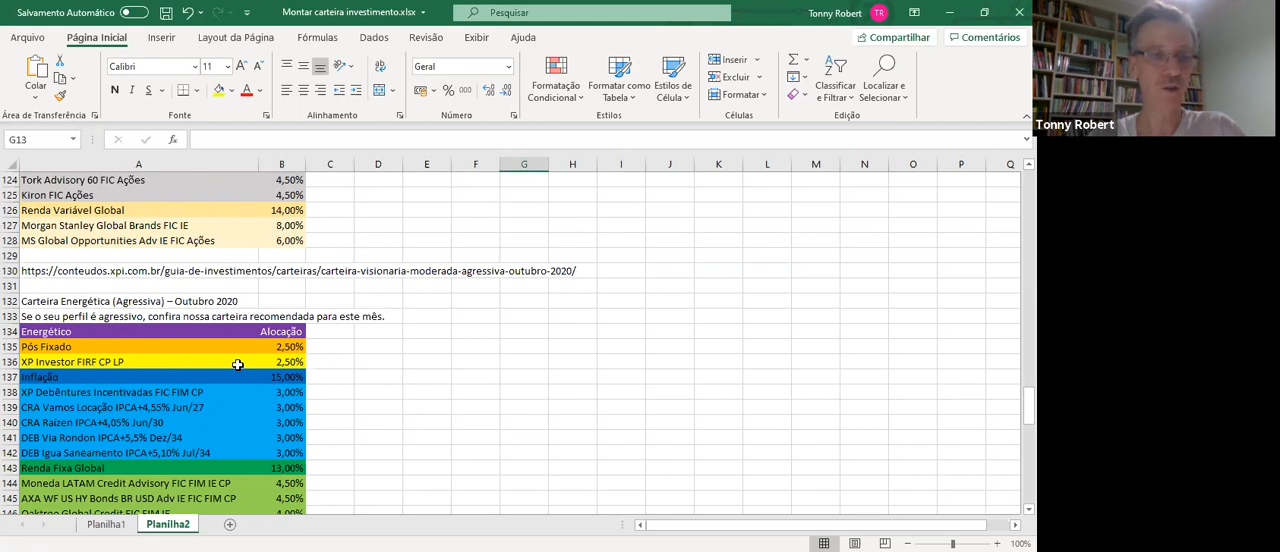 Salvamento Automático
Montar carteira investimento.xlsx
Pesquisar
Tonny Robert
TR
Arquivo
Página Inicial
Inserir
Layout da Página
Fórmulas
Dados
Revisão
Exibir
Ajuda
Compartilhar
Comentários
Colar
Área de Transferência
Calibri
11
N I S
Fonte
Alinhamento
Geral
Número
Formatação Condicional
Formatar como Tabela
Estilos de Célula
Estilos
Inserir
Excluir
Formatar
Células
Classificar e Filtrar
Localizar e Selecionar
Edição
Tonny Robert
G13
fx
A B C D E F G H I J K L M N O P Q
124 Tork Advisory 60 FIC Ações 4,50%
125 Kiron FIC Ações 4,50%
126 Renda Variável Global 14,00%
127 Morgan Stanley Global Brands FIC IE 8,00%
128 MS Global Opportunities Adv IE FIC Ações 6,00%
129
130 https://conteudos.xpi.com.br/guia-de-investimentos/carteiras/carteira-visionaria-moderada-agressiva-outubro-2020/
131
132 Carteira Energética (Agressiva) – Outubro 2020
133 Se o seu perfil é agressivo, confira nossa carteira recomendada para este mês.
134 Energético Alocação
135 Pós Fixado 2,50%
136 XP Investor FIRF CP LP 2,50%
137 Inflação 15,00%
138 XP Debêntures Incentivadas FIC FIM CP 3,00%
139 CRA Vamos Locação IPCA+4,55% Jun/27 3,00%
140 CRA Raízen IPCA+4,05% Jun/30 3,00%
141 DEB Via Rondon IPCA+5,5% Dez/34 3,00%
142 DEB Igua Saneamento IPCA+5,10% Jul/34 3,00%
143 Renda Fixa Global 13,00%
144 Moneda LATAM Credit Advisory FIC FIM IE CP 4,50%
145 AXA WF US HY Bonds BR USD Adv IE FIC FIM CP 4,50%
146 Oaktree Global Credit FIC FIM IE 4,00%
Planilha1
Planilha2
100%